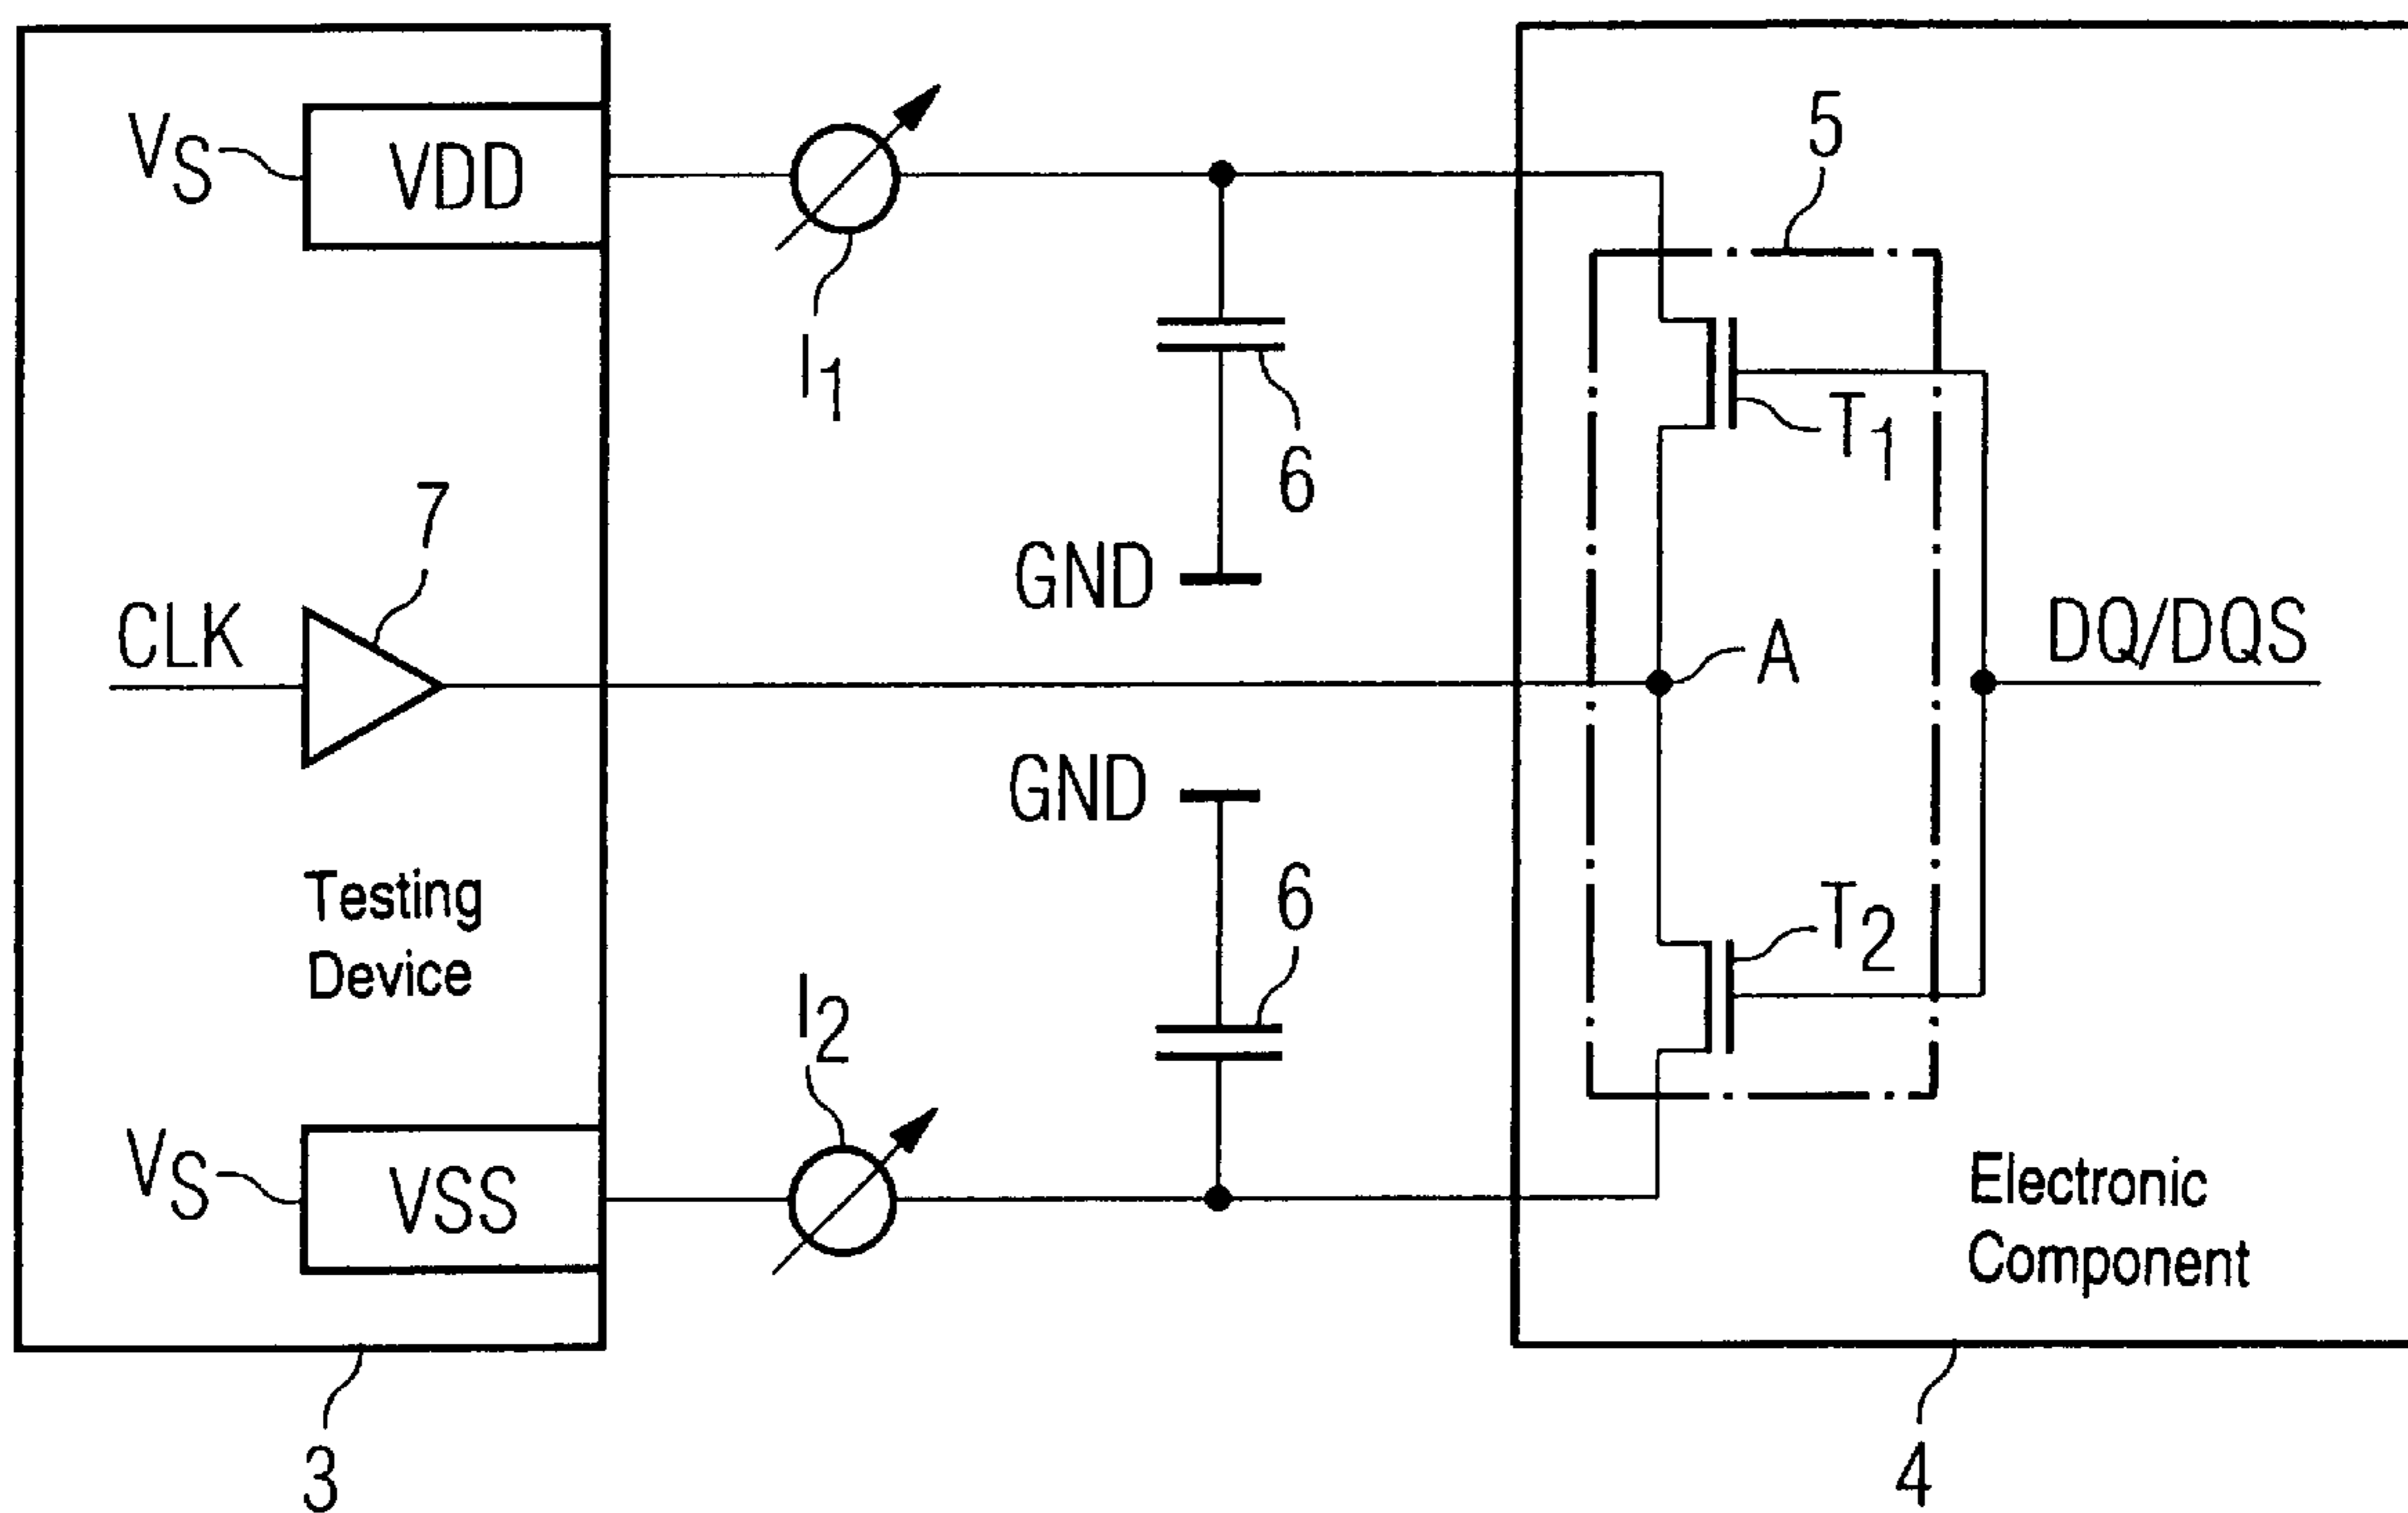 5
VS VDD
I1
6
T1
7
GND
CLK
A
DQ/DQS
GND
Testing
Device
6
T2
I2
VS VSS
Electronic
Component
3
4